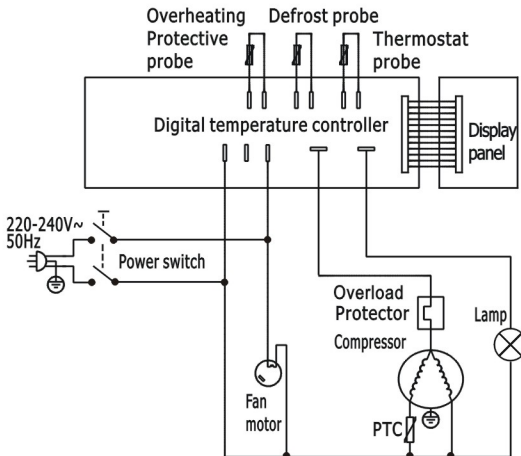 Overheating
Protective
probe
Defrost probe
Thermostat
probe
Digital temperature controller
Display
panel
220-240V~
50Hz
Power switch
Overload
Protector
Compressor
Lamp
Fan
motor
PTC